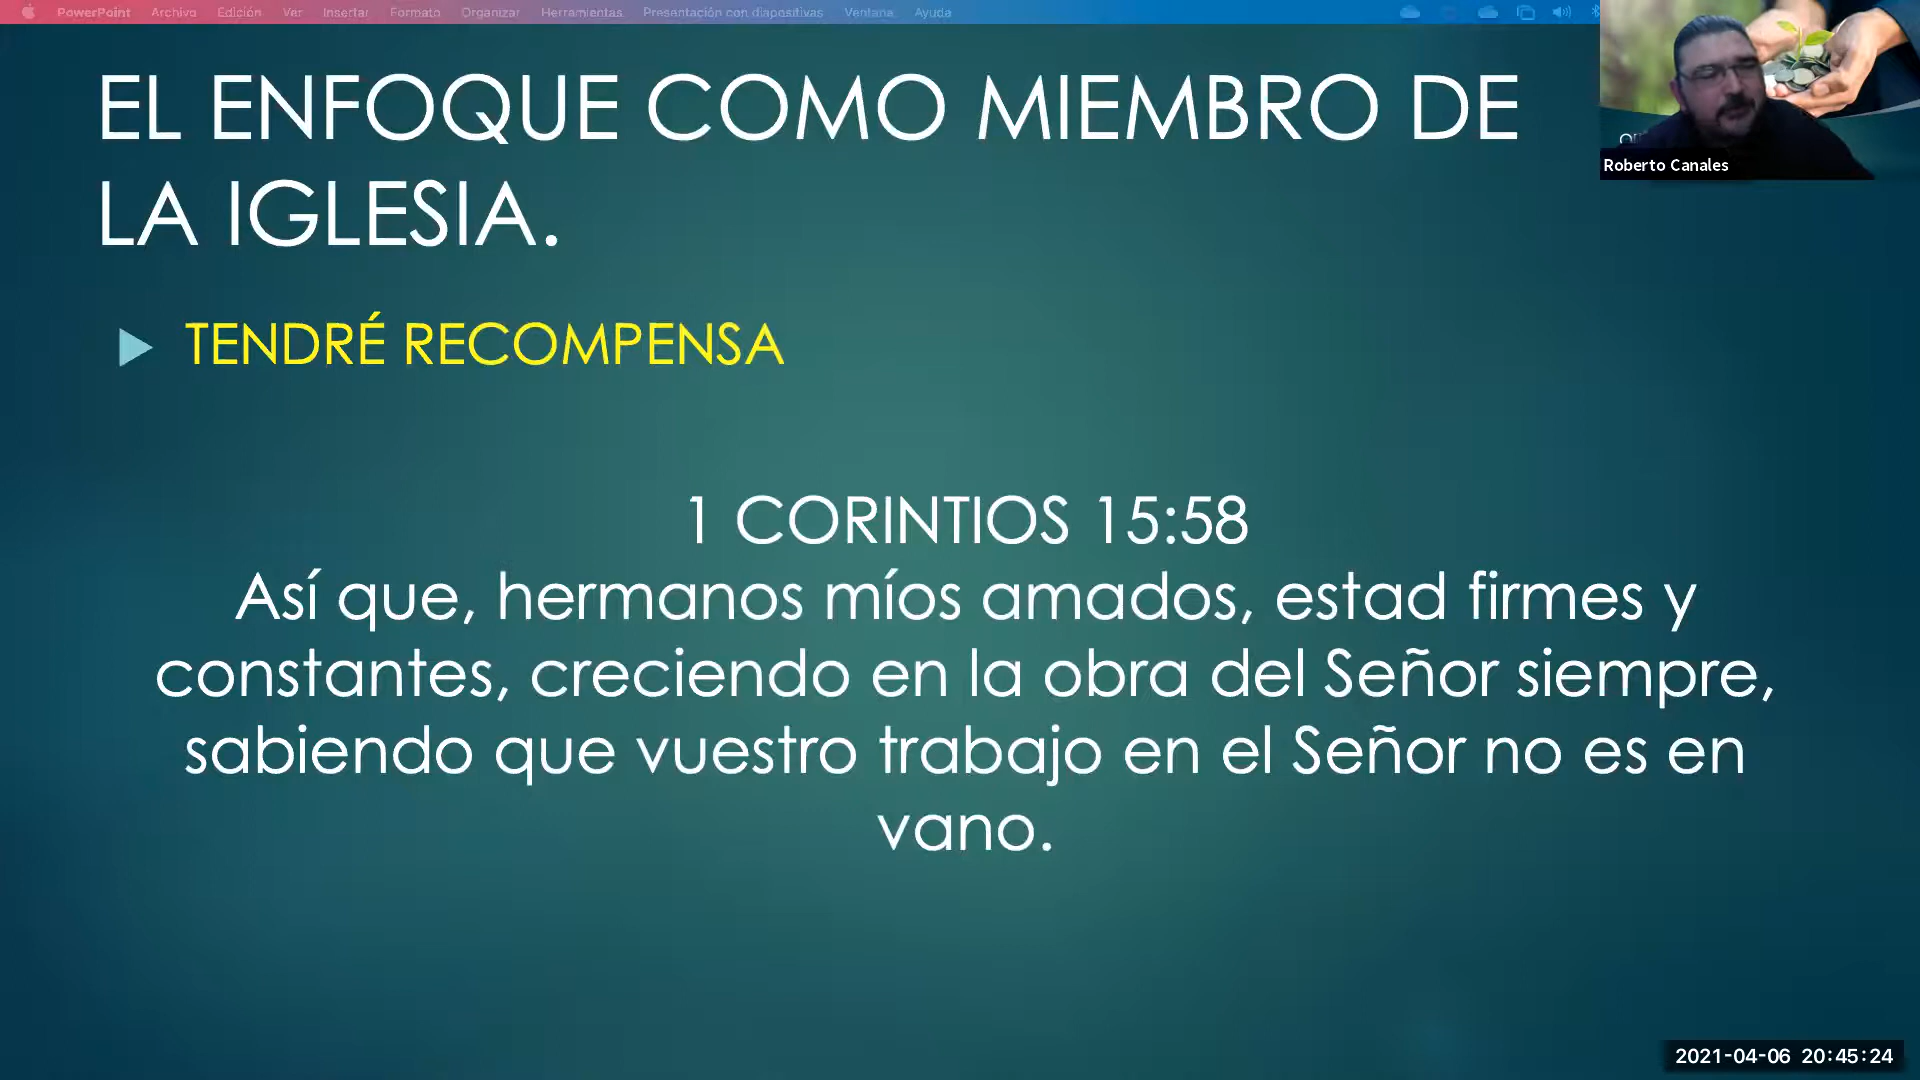 PowerPoint Archivo Edición Ver Insertar Formato Organizar Herramientas Presentación con diapositivas Ventana Ayuda
EL ENFOQUE COMO MIEMBRO DE
LA IGLESIA.
Roberto Canales
TENDRÉ RECOMPENSA
1 CORINTIOS 15:58
Así que, hermanos míos amados, estad firmes y
constantes, creciendo en la obra del Señor siempre,
sabiendo que vuestro trabajo en el Señor no es en
vano.
2021-04-06 20:45:24